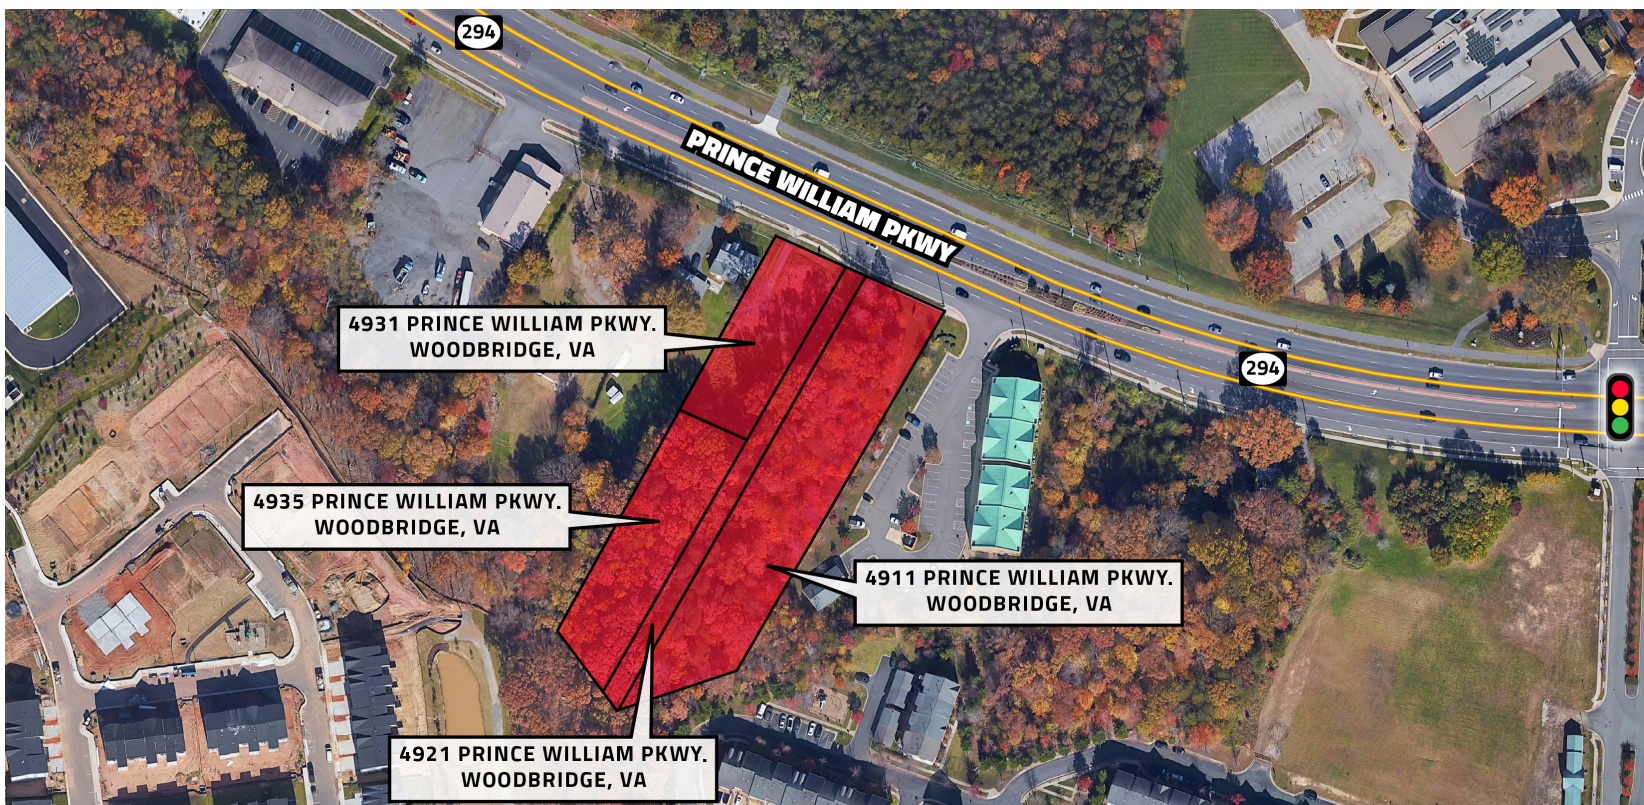 294
PRINCE WILLIAM PKWY
4931 PRINCE WILLIAM PKWY.
WOODBRIDGE, VA
294
4935 PRINCE WILLIAM PKWY.
WOODBRIDGE, VA
4911 PRINCE WILLIAM PKWY.
WOODBRIDGE, VA
4921 PRINCE WILLIAM PKWY.
WOODBRIDGE, VA